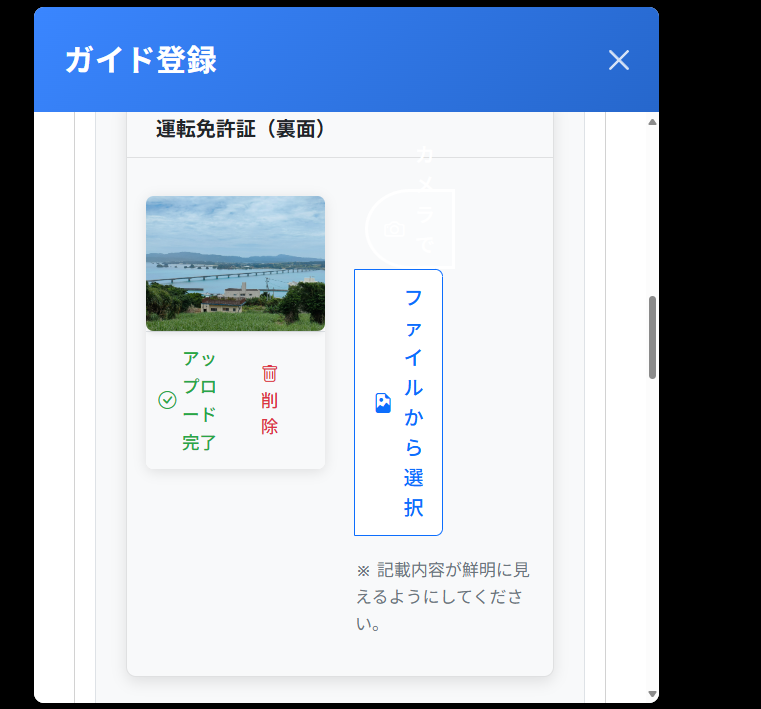 ガイド登録
運転免許証（裏面）
カ
メ
ラ
で
アッ
プロ
ード
完了
削
除
フ
ァ
イ
ル
か
ら
選
択
※ 記載内容が鮮明に見
えるようにしてくださ
い。